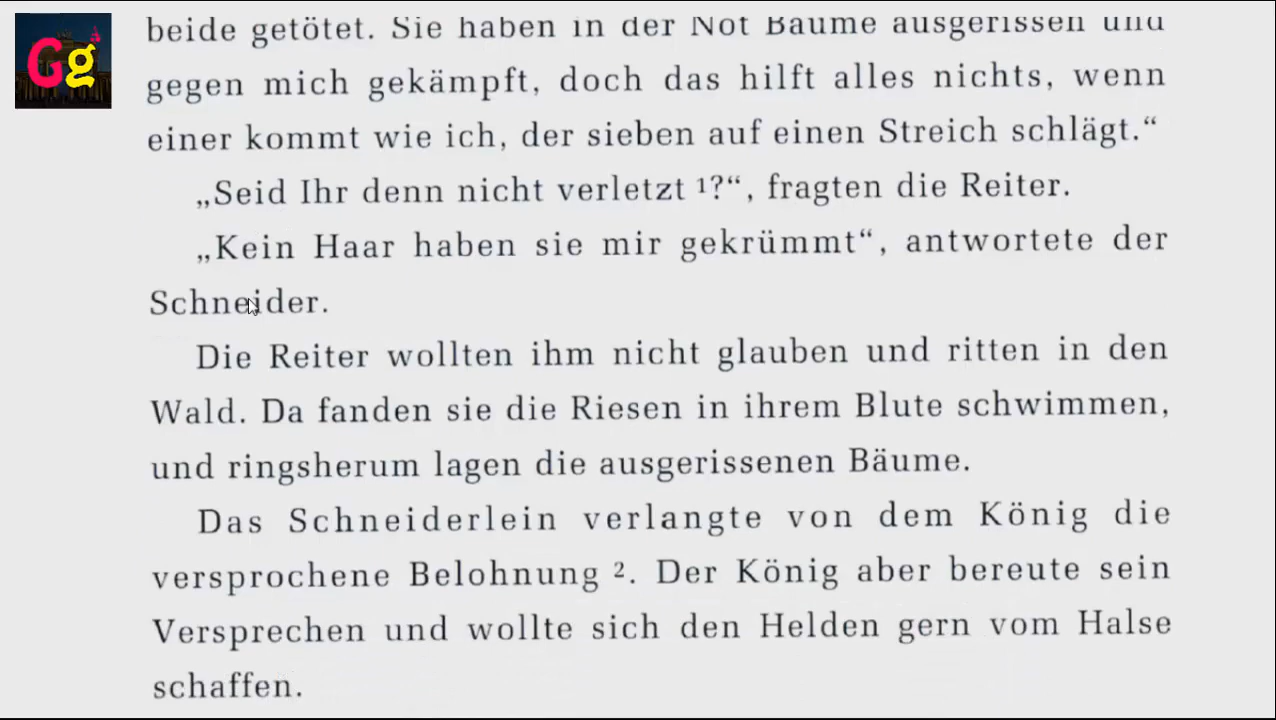 Gg
beide getötet. Sie haben in der Not Bäume ausgerissen und
gegen mich gekämpft, doch das hilft alles nichts, wenn
einer kommt wie ich, der sieben auf einen Streich schlägt.“
„Seid Ihr denn nicht verletzt ¹?“, fragten die Reiter.
„Kein Haar haben sie mir gekrümmt“, antwortete der
Schneider.
Die Reiter wollten ihm nicht glauben und ritten in den
Wald. Da fanden sie die Riesen in ihrem Blute schwimmen,
und ringsherum lagen die ausgerissenen Bäume.
Das Schneiderlein verlangte von dem König die
versprochene Belohnung ². Der König aber bereute sein
Versprechen und wollte sich den Helden gern vom Halse
schaffen.